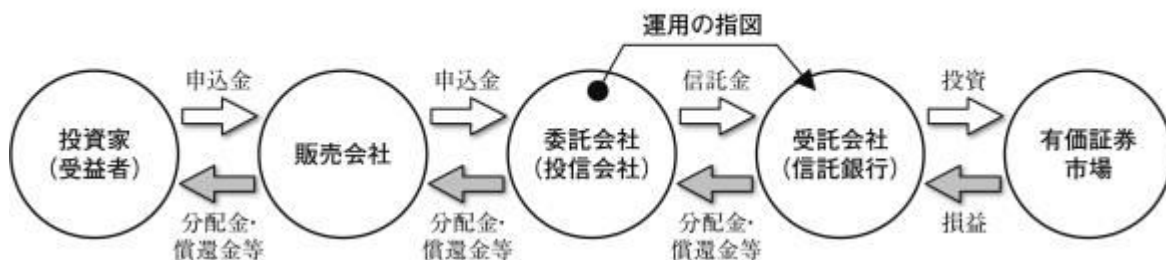 運用の指図
申込金
申込金
信託金
投資
投資家
(受益者)
販売会社
委託会社
(投信会社)
受託会社
(信託銀行)
有価証券
市場
分配金・
償還金等
分配金・
償還金等
分配金・
償還金等
損益